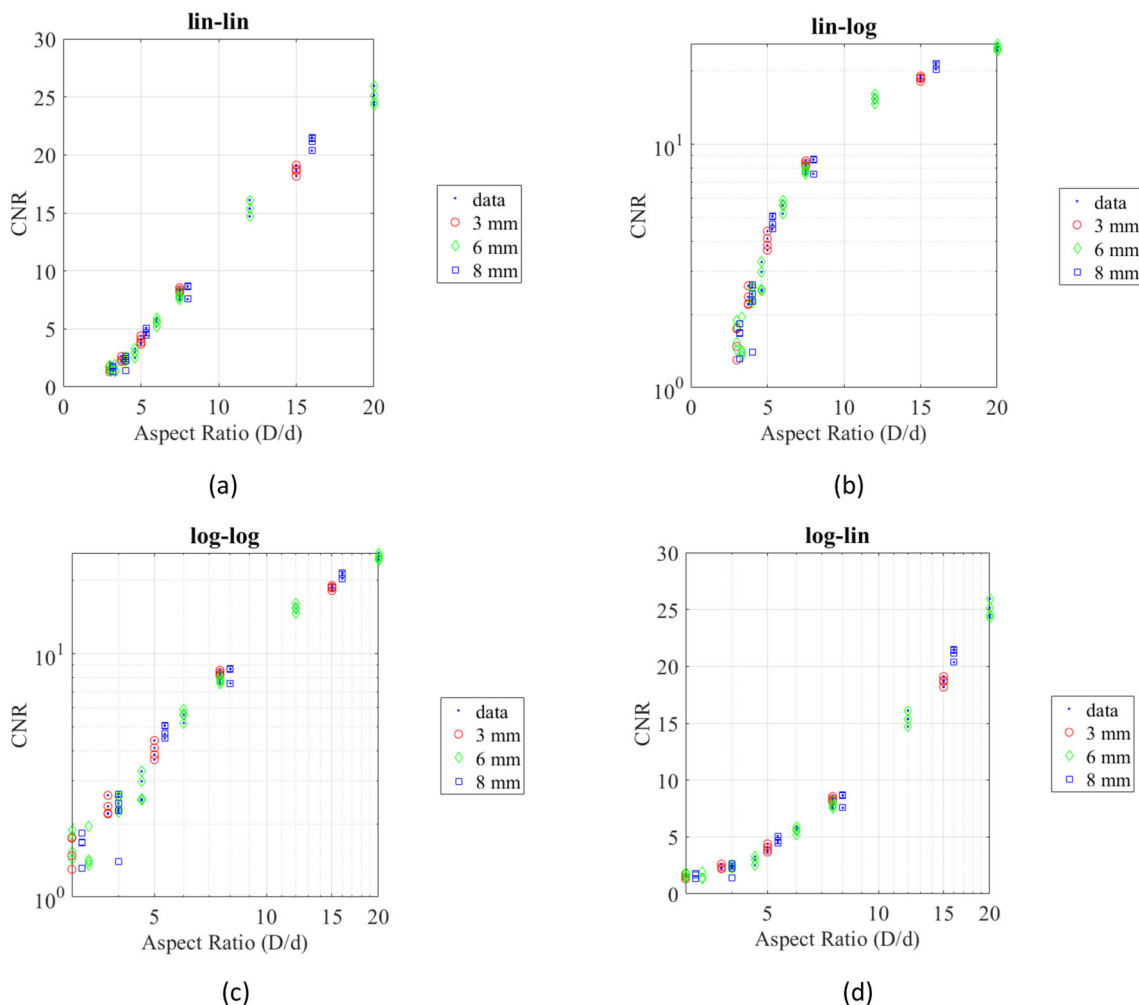 lin-lin
30
25
20
15
10
5
0
CNR
0 5 10 15 20
Aspect Ratio (D/d)
data
3 mm
6 mm
8 mm
(a)
lin-log
10^1
10^0
CNR
0 5 10 15 20
Aspect Ratio (D/d)
data
3 mm
6 mm
8 mm
(b)
log-log
10^1
10^0
CNR
5 10 15 20
Aspect Ratio (D/d)
data
3 mm
6 mm
8 mm
(c)
log-lin
30
25
20
15
10
5
0
CNR
5 10 15 20
Aspect Ratio (D/d)
data
3 mm
6 mm
8 mm
(d)